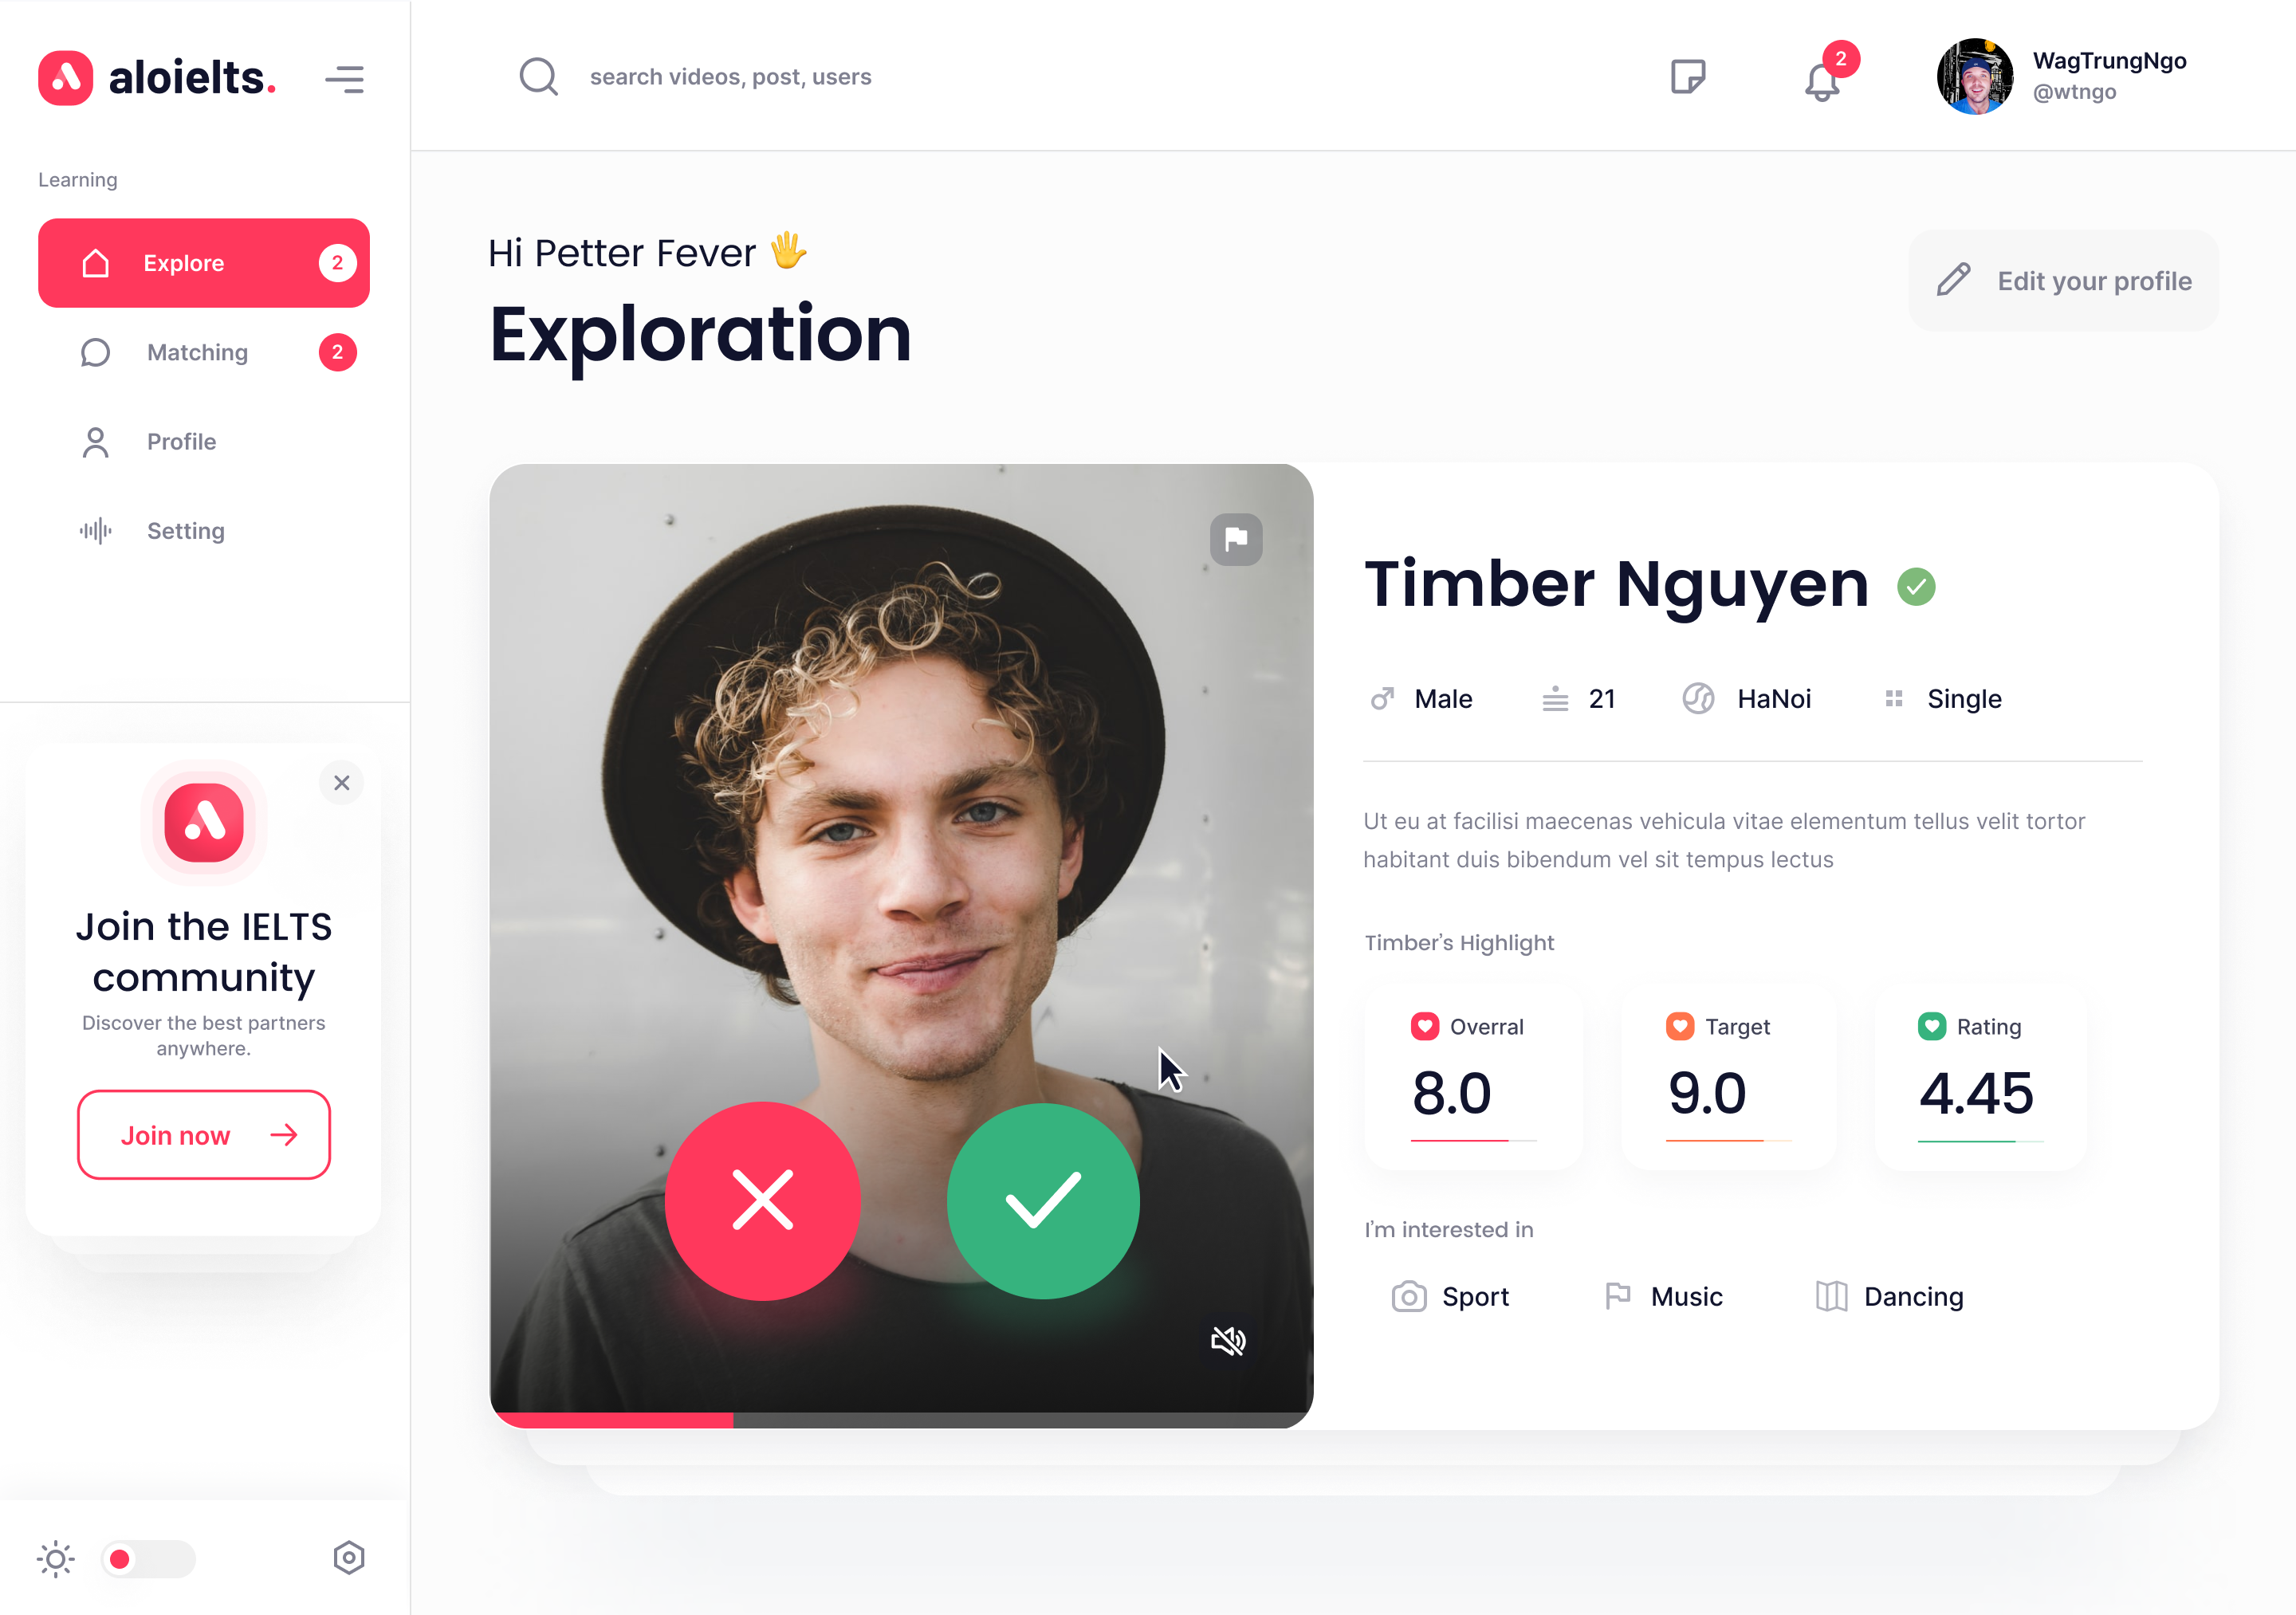 aloielts.
search videos, post, users
2
WagTrungNgo
@wtngo
Learning
Explore
2
Matching
2
Profile
Setting
Join the IELTS
community
Discover the best partners
anywhere.
Join now
Hi Petter Fever 🖐
Exploration
Edit your profile
Timber Nguyen
Male
21
HaNoi
Single
Ut eu at facilisi maecenas vehicula vitae elementum tellus velit tortor
habitant duis bibendum vel sit tempus lectus
Timber's Highlight
Overral
8.0
Target
9.0
Rating
4.45
I'm interested in
Sport
Music
Dancing